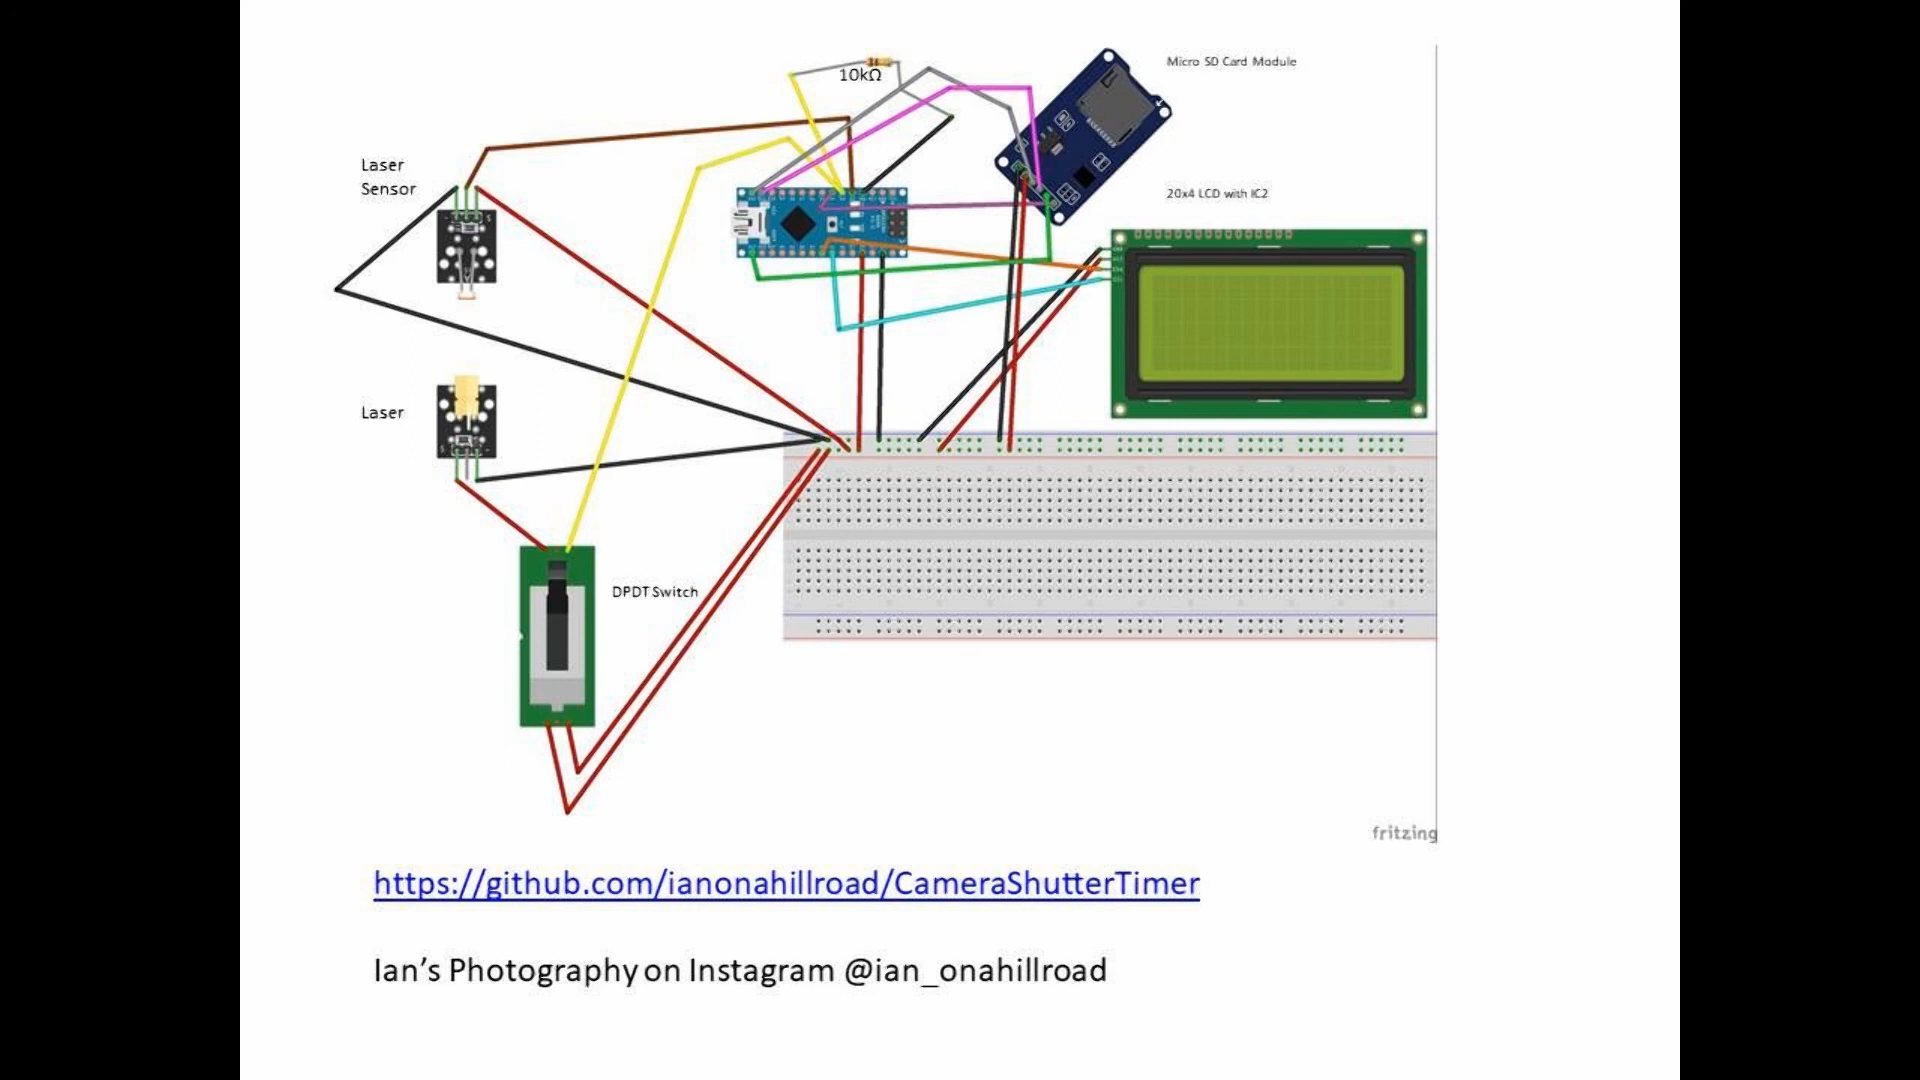 Micro SD Card Module
10kΩ
Laser
Sensor
20x4 LCD with IC2
Laser
DPDT Switch
fritzing
https://github.com/ianonahillroad/CameraShutterTimer
Ian’s Photography on Instagram @ian_onahillroad